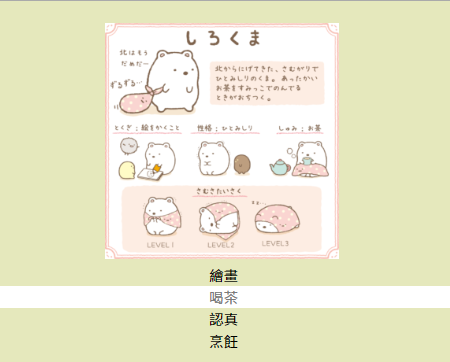 しろくま
北はもう
だめだー
ずるずる…
北からにげてきた、さむがりで
ひとみしりのくま。あったかい
お茶をすみっこでのんでる
ときがおちつく。
とくぎ：絵をかくこと
性格：ひとみしり
しゅみ：お茶
さむさたいさく
LEVEL1
LEVEL2
LEVEL3
繪畫
喝茶
認真
烹飪